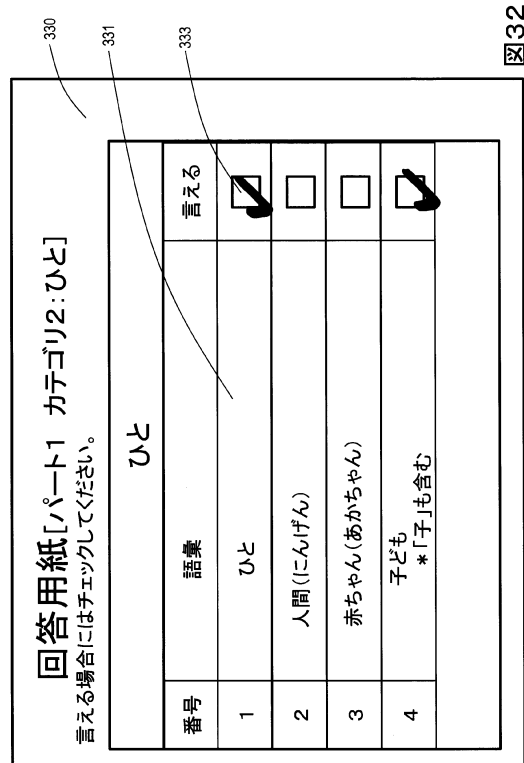 回答用紙[パート1 カテゴリ2:ひと]
言える場合にはチェックしてください。
ひと
番号 語彙 言える
1 ひと
2 人間(にんげん)
3 赤ちゃん(あかちゃん)
4 子ども
*「子」も含む
330
331
333
図32